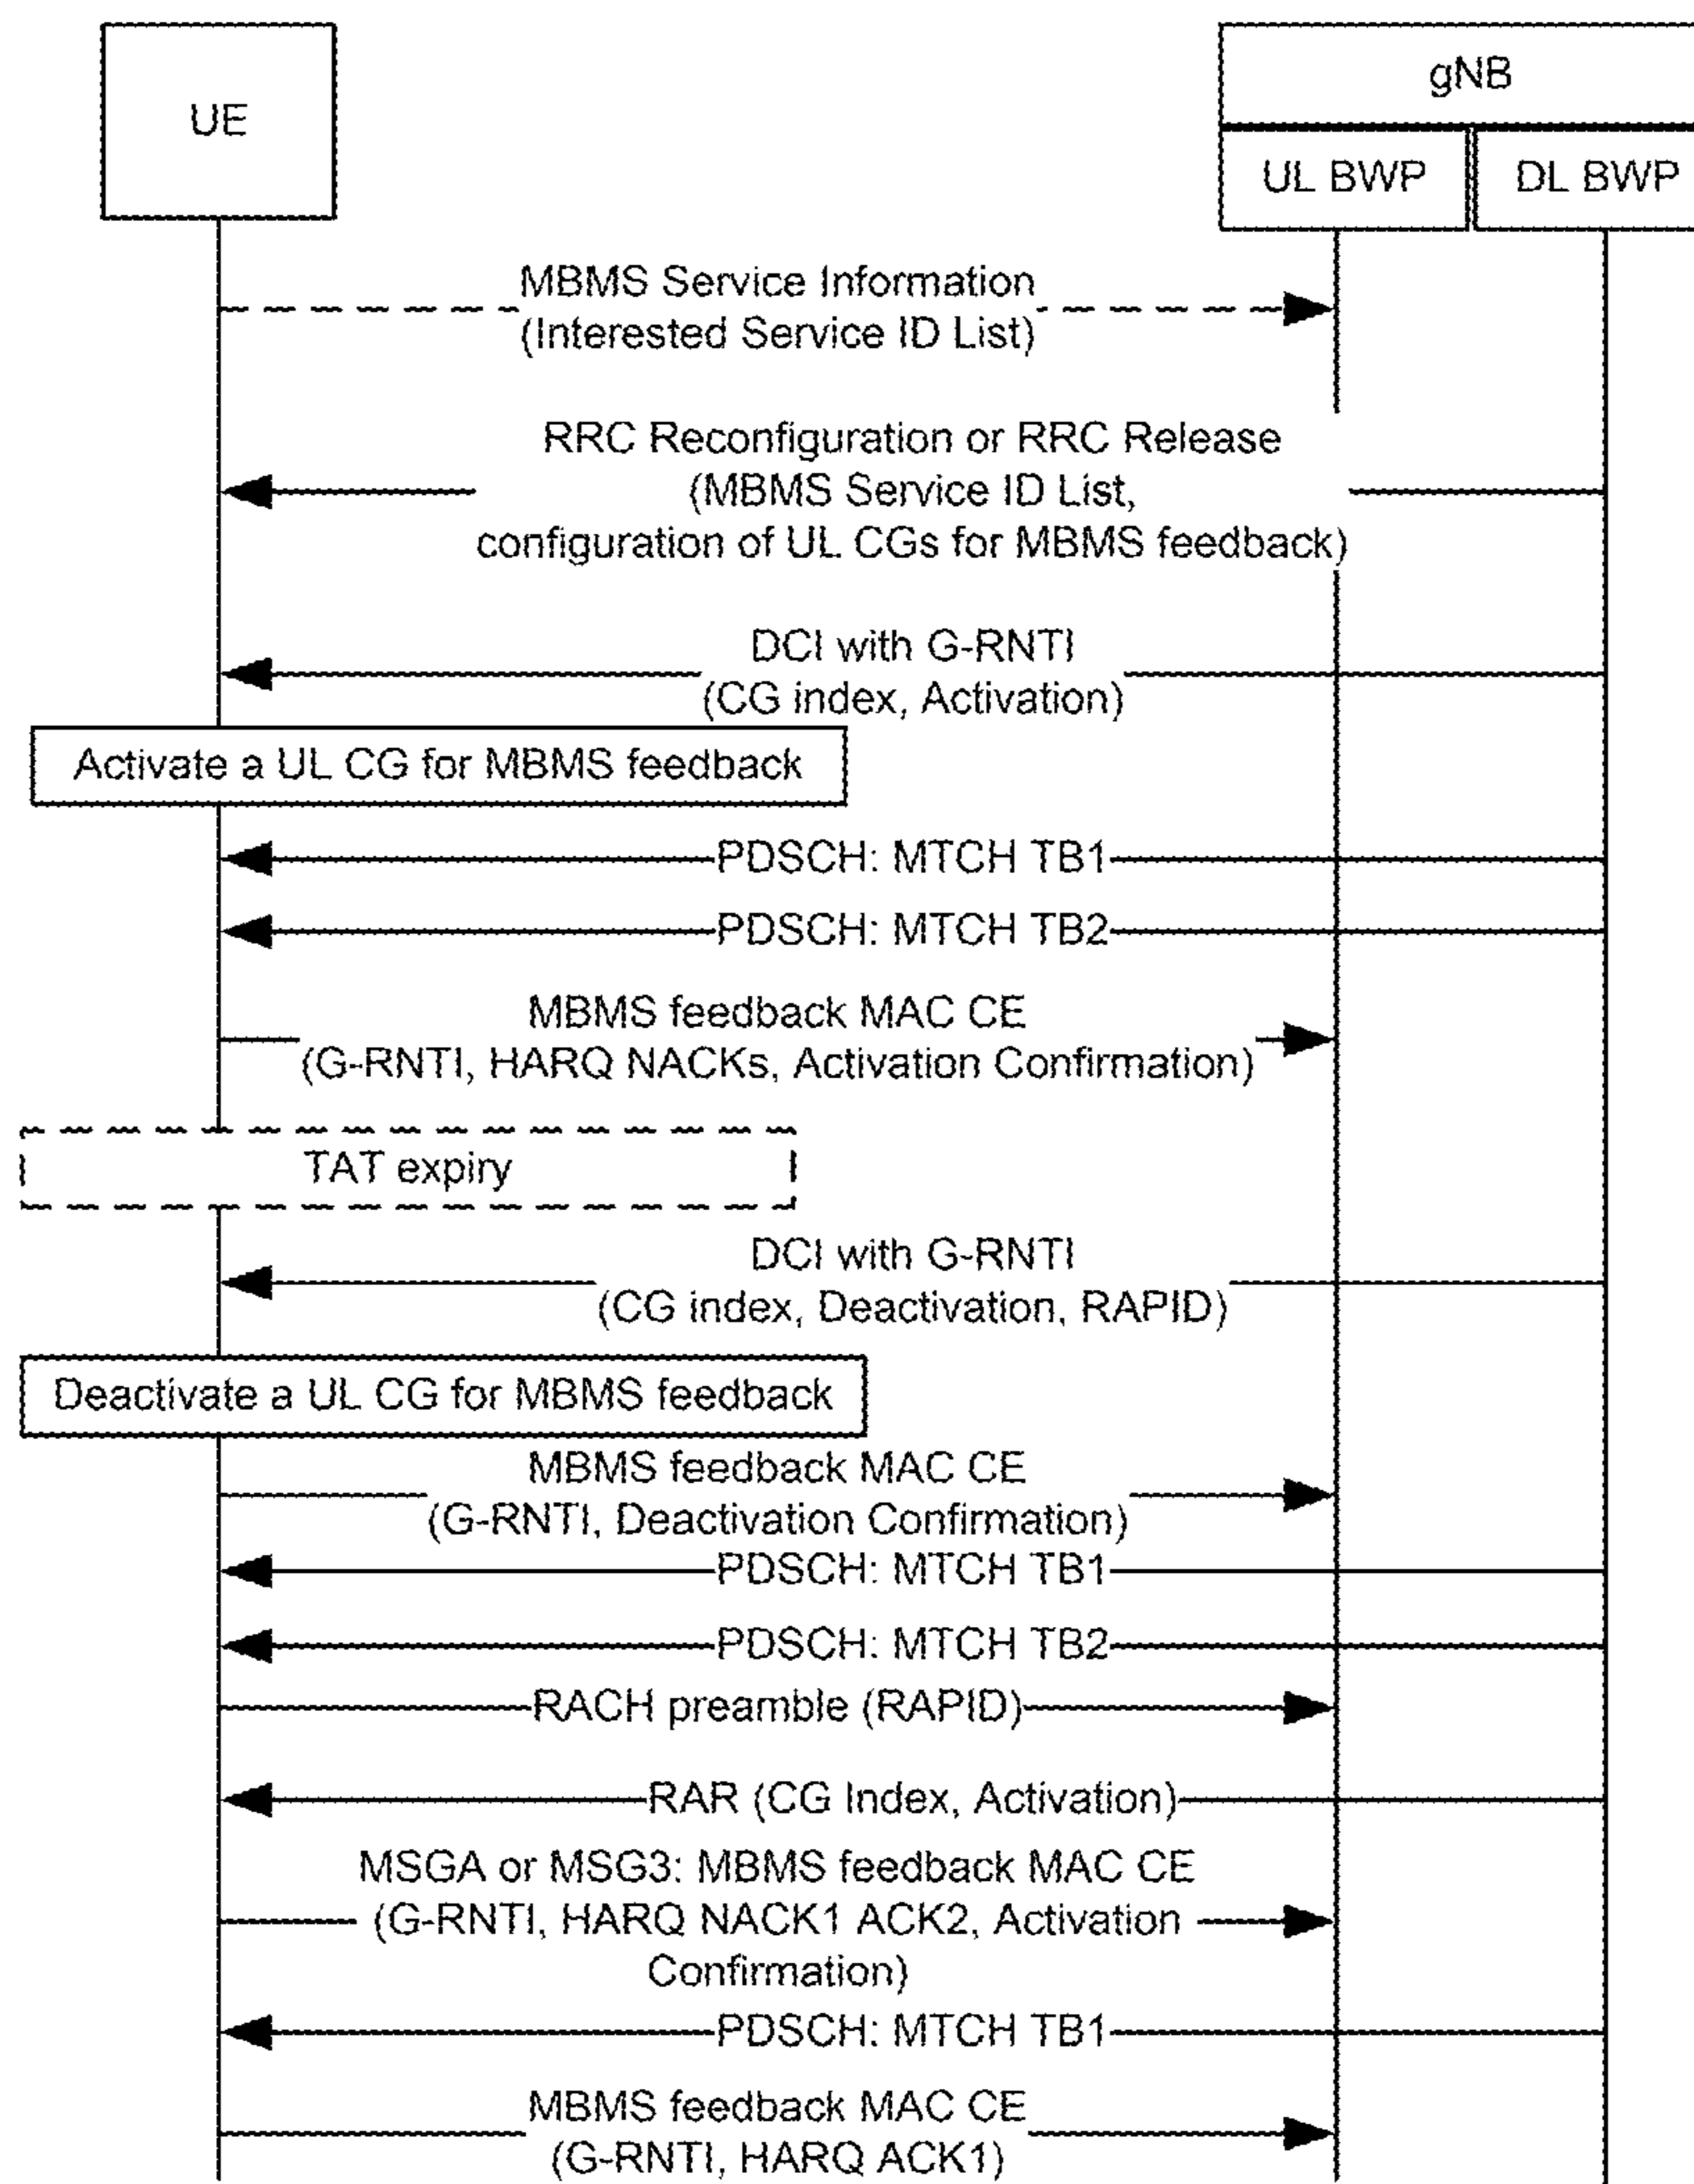 UE
gNB
UL BWP
DL BWP
MBMS Service Information
(Interested Service ID List)
RRC Reconfiguration or RRC Release
(MBMS Service ID List,
configuration of UL CGs for MBMS feedback)
DCI with G-RNTI
(CG index, Activation)
Activate a UL CG for MBMS feedback
PDSCH: MTCH TB1
PDSCH: MTCH TB2
MBMS feedback MAC CE
(G-RNTI, HARQ NACKs, Activation Confirmation)
TAT expiry
DCI with G-RNTI
(CG index, Deactivation, RAPID)
Deactivate a UL CG for MBMS feedback
MBMS feedback MAC CE
(G-RNTI, Deactivation Confirmation)
PDSCH: MTCH TB1
PDSCH: MTCH TB2
RACH preamble (RAPID)
RAR (CG Index, Activation)
MSGA or MSG3: MBMS feedback MAC CE
(G-RNTI, HARQ NACK1 ACK2, Activation
Confirmation)
PDSCH: MTCH TB1
MBMS feedback MAC CE
(G-RNTI, HARQ ACK1)